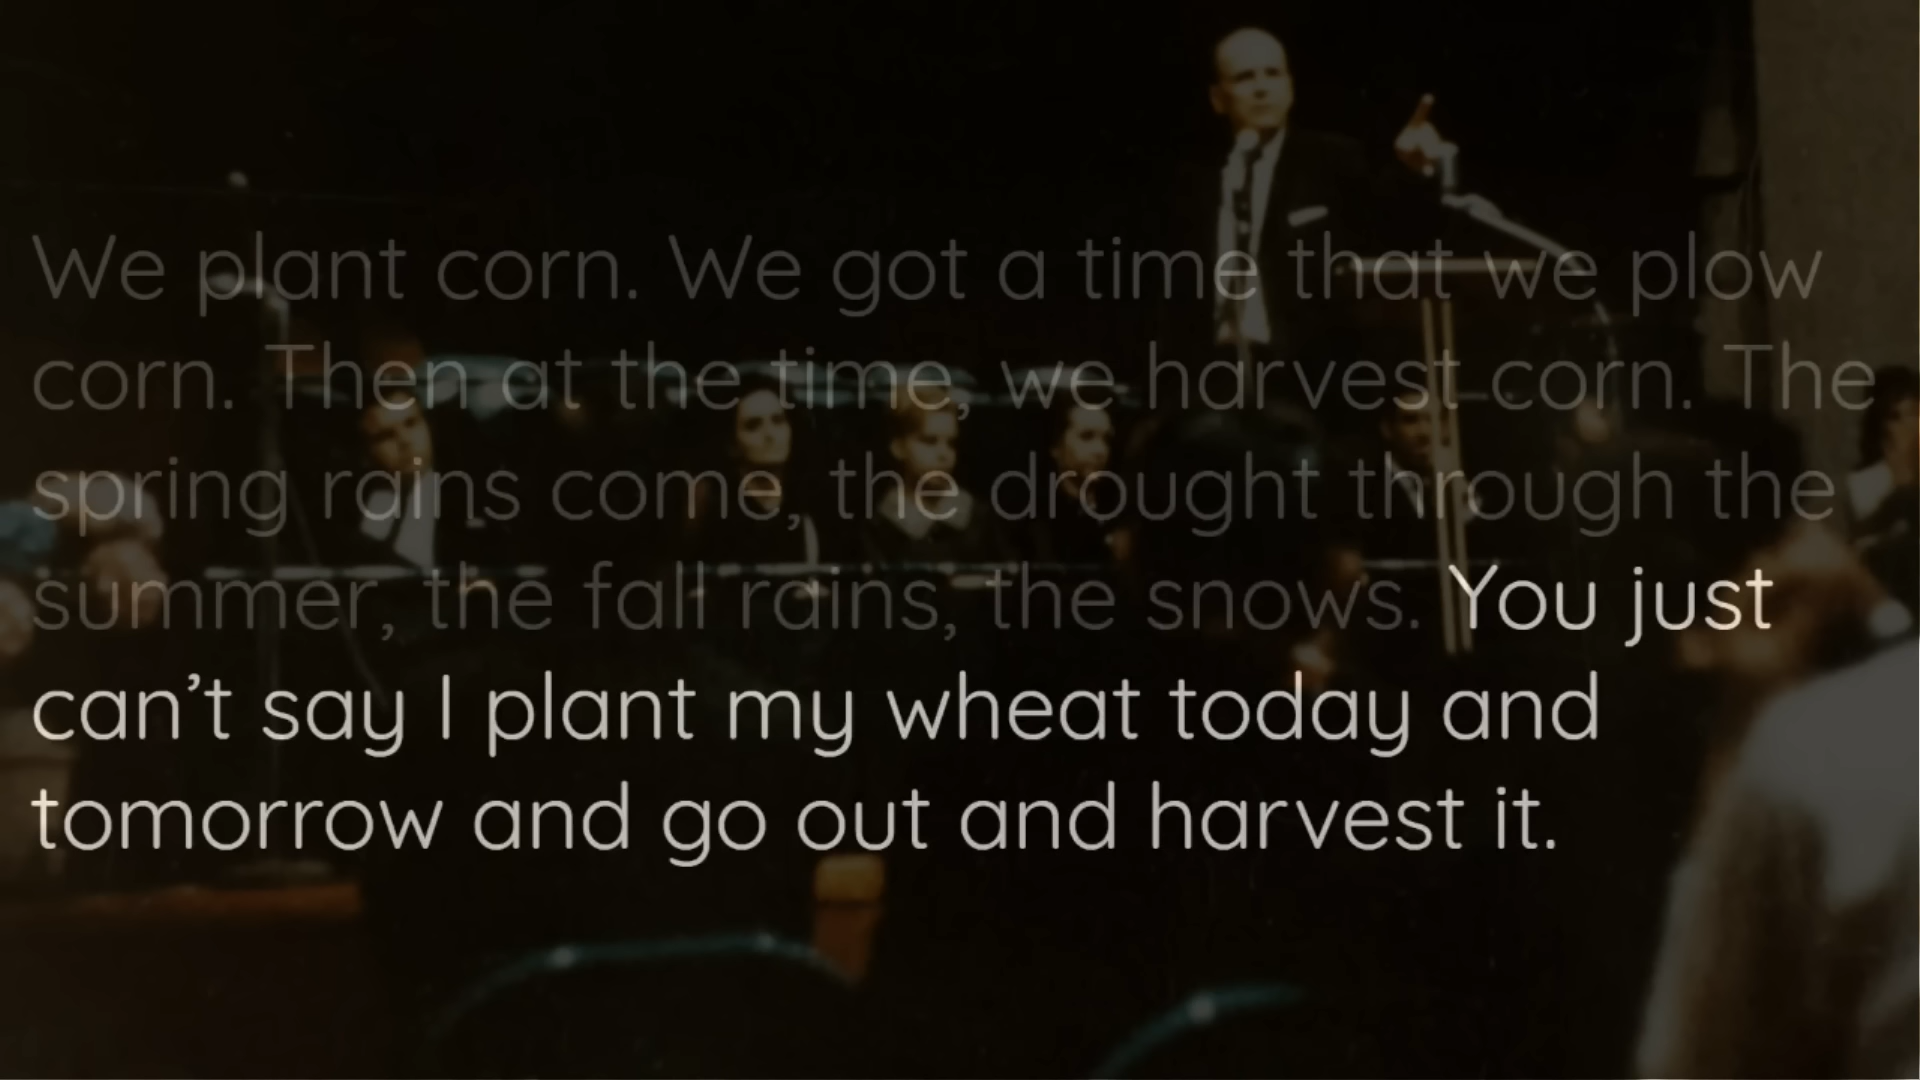 We plant corn. We got a time that we plow
corn. Then at the time, we harvest corn. The
spring rains come, the drought through the
summer, the fall rains, the snows. You just
can’t say I plant my wheat today and
tomorrow and go out and harvest it.